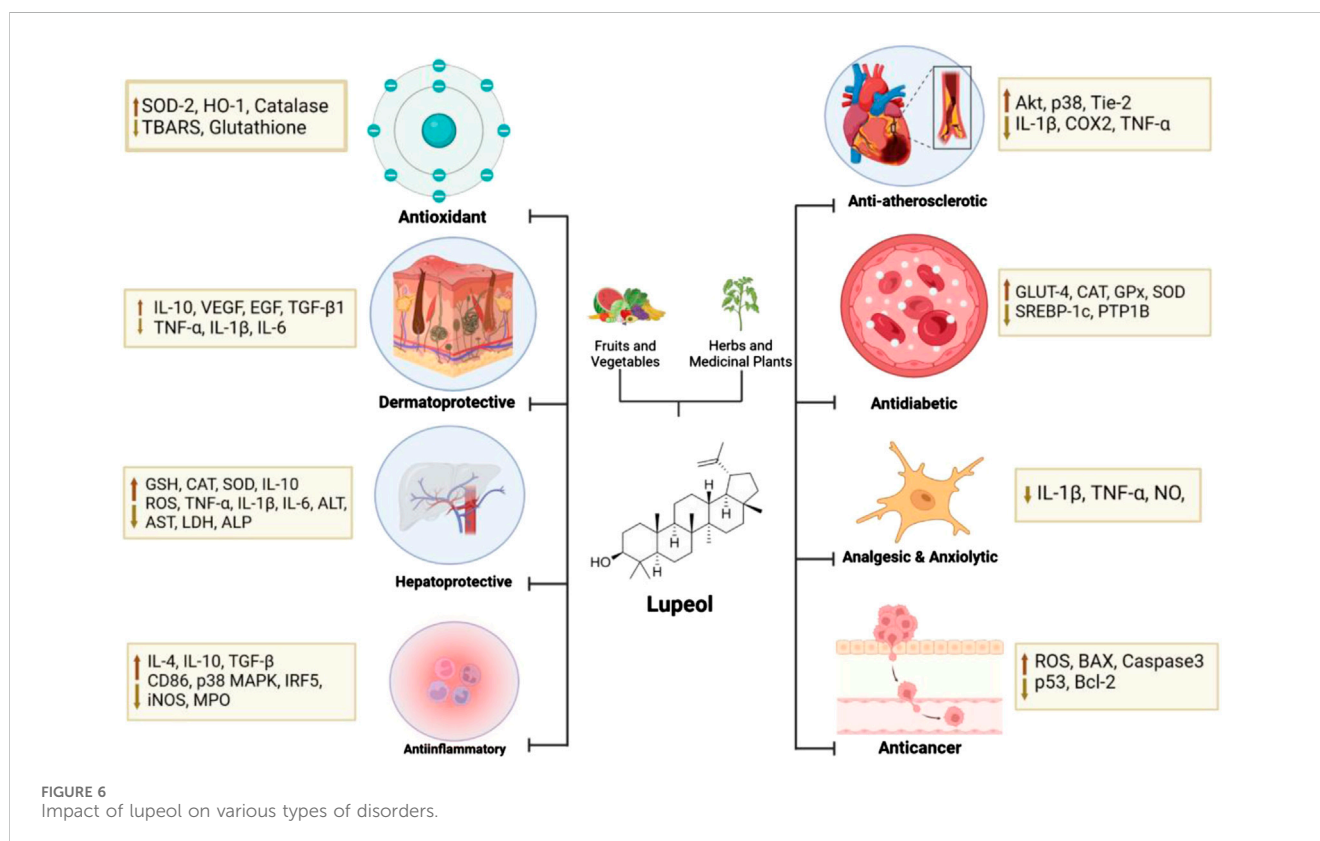 SOD-2, HO-1, Catalase
TBARS, Glutathione
Antioxidant
IL-10, VEGF, EGF, TGF-β1
TNF-α, IL-1β, IL-6
Dermatoprotective
GSH, CAT, SOD, IL-10
ROS, TNF-α, IL-1β, IL-6, ALT,
AST, LDH, ALP
Hepatoprotective
IL-4, IL-10, TGF-β
CD86, p38 MAPK, IRF5,
iNOS, MPO
Antiinflammatory
Fruits and
Vegetables
Herbs and
Medicinal Plants
H
H
H
H
HO
Lupeol
Akt, p38, Tie-2
IL-1β, COX2, TNF-α
Anti-atherosclerotic
GLUT-4, CAT, GPx, SOD
SREBP-1c, PTP1B
Antidiabetic
IL-1β, TNF-α, NO,
Analgesic & Anxiolytic
ROS, BAX, Caspase3
p53, Bcl-2
Anticancer
FIGURE 6
Impact of lupeol on various types of disorders.